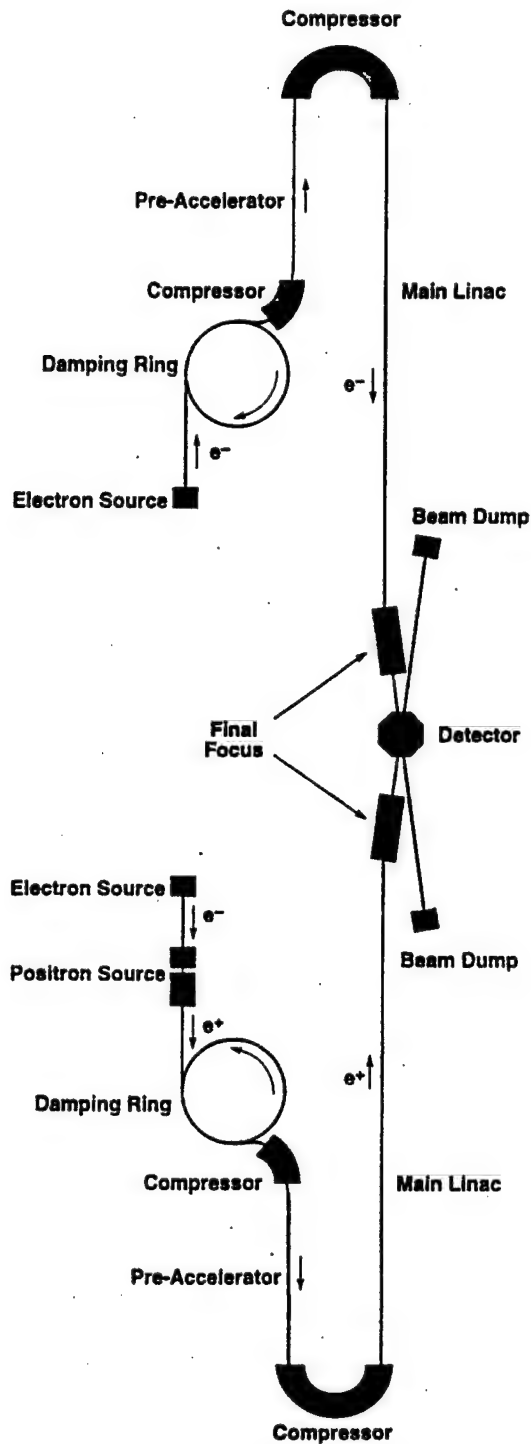 Compressor
Pre-Accelerator
Compressor
Main Linac
Damping Ring
e⁻
e⁻
Electron Source
Beam Dump
Final
Focus
Detector
Electron Source
e⁻
Beam Dump
Positron Source
e⁺
e⁺
Damping Ring
Compressor
Main Linac
Pre-Accelerator
Compressor